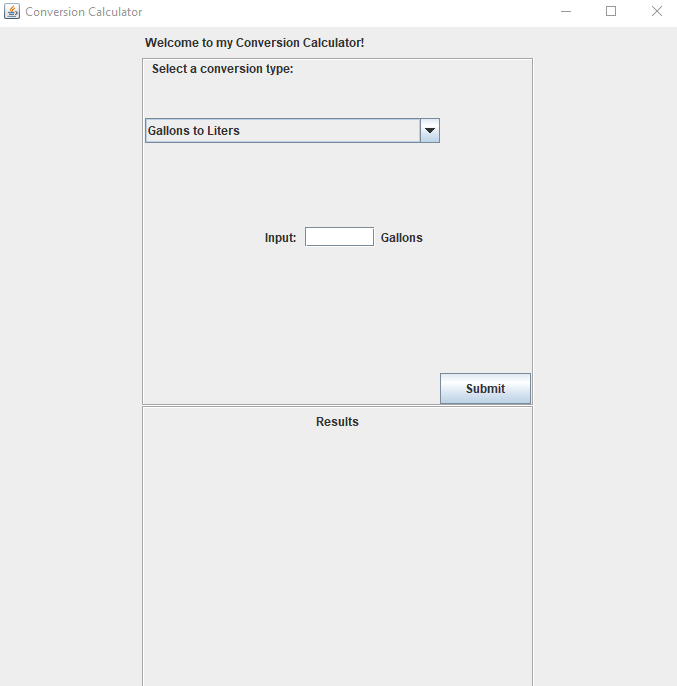 Conversion Calculator
Welcome to my Conversion Calculator!
Select a conversion type:
Gallons to Liters
Input: Gallons
Submit
Results